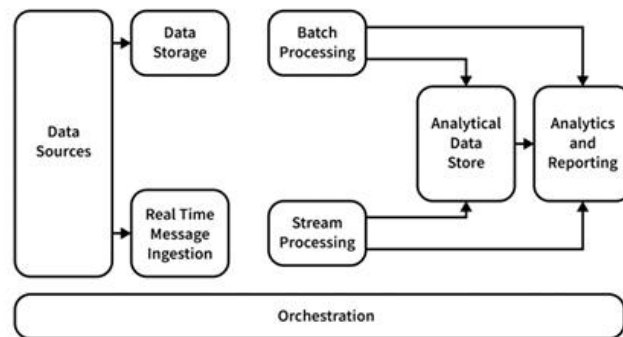 Data
Storage
Batch
Processing
Data
Sources
Analytical
Data
Store
Analytics
and
Reporting
Real Time
Message
Ingestion
Stream
Processing
Orchestration